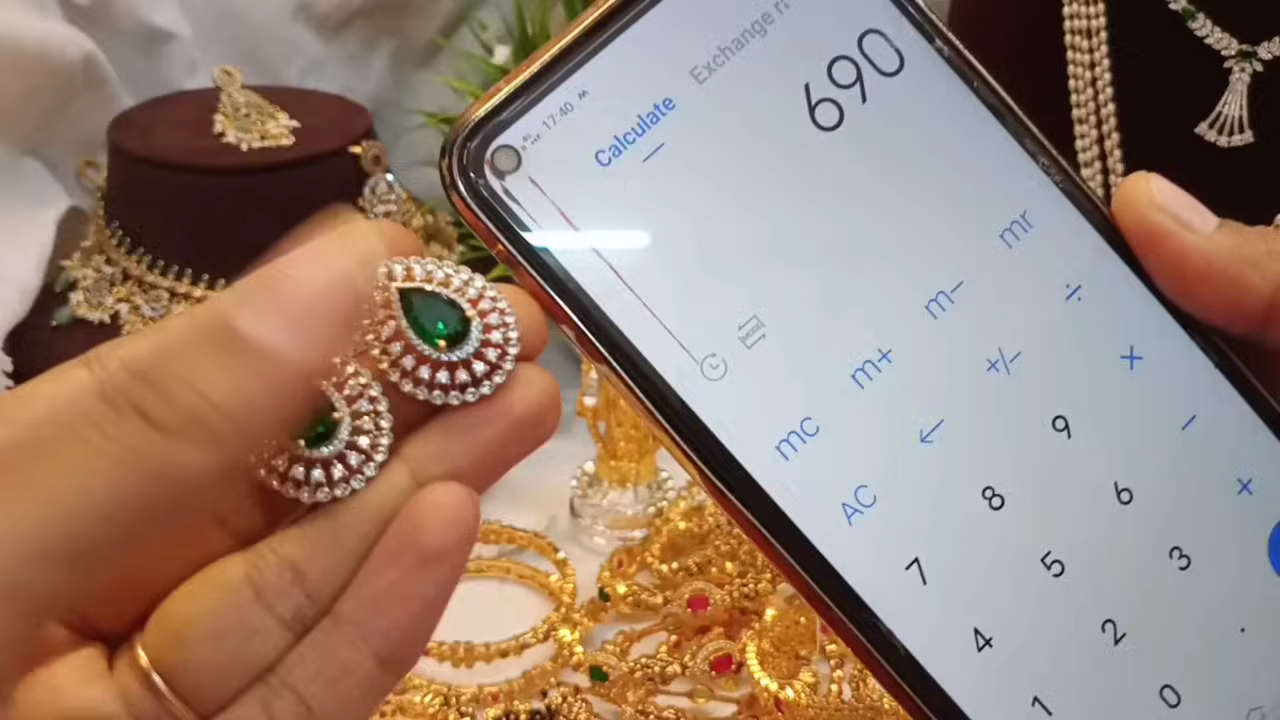 17:40
Calculate Exchange r
690
mc m+ m- mr
AC ← +/- ÷
7 8 9 ×
4 5 6 −
1 2 3 +
0 .